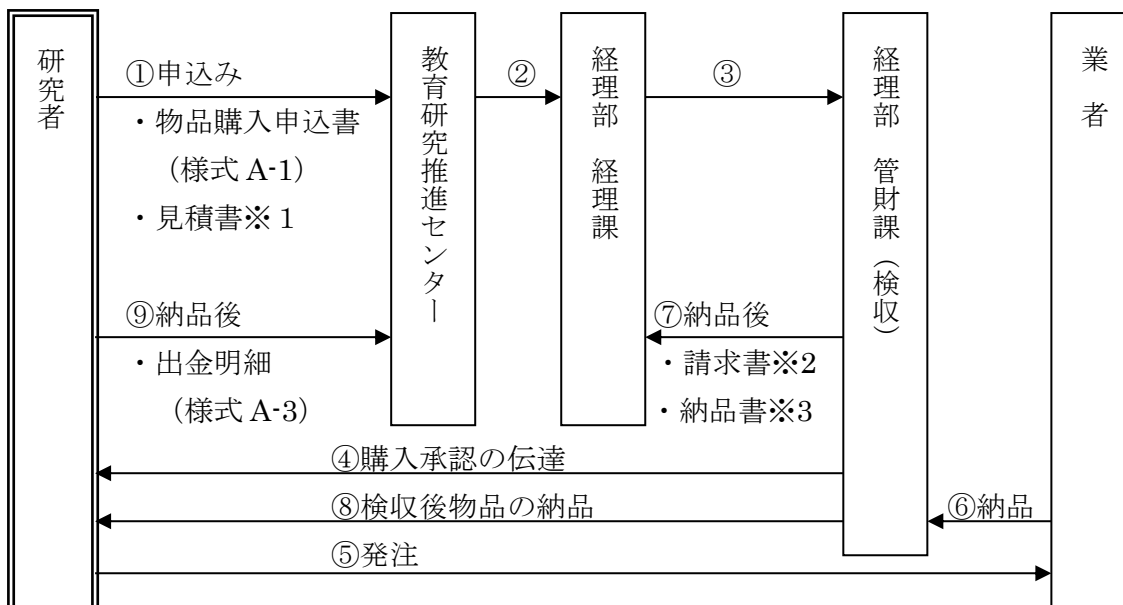 研究者
①申込み
・物品購入申込書
（様式 A-1）
・見積書※１
⑨納品後
・出金明細
（様式 A-3）
教育研究推進センター
②
経理部 経理課
③
⑦納品後
・請求書※2
・納品書※3
経理部 管財課（検収）
業者
④購入承認の伝達
⑧検収後物品の納品
⑥納品
⑤発注